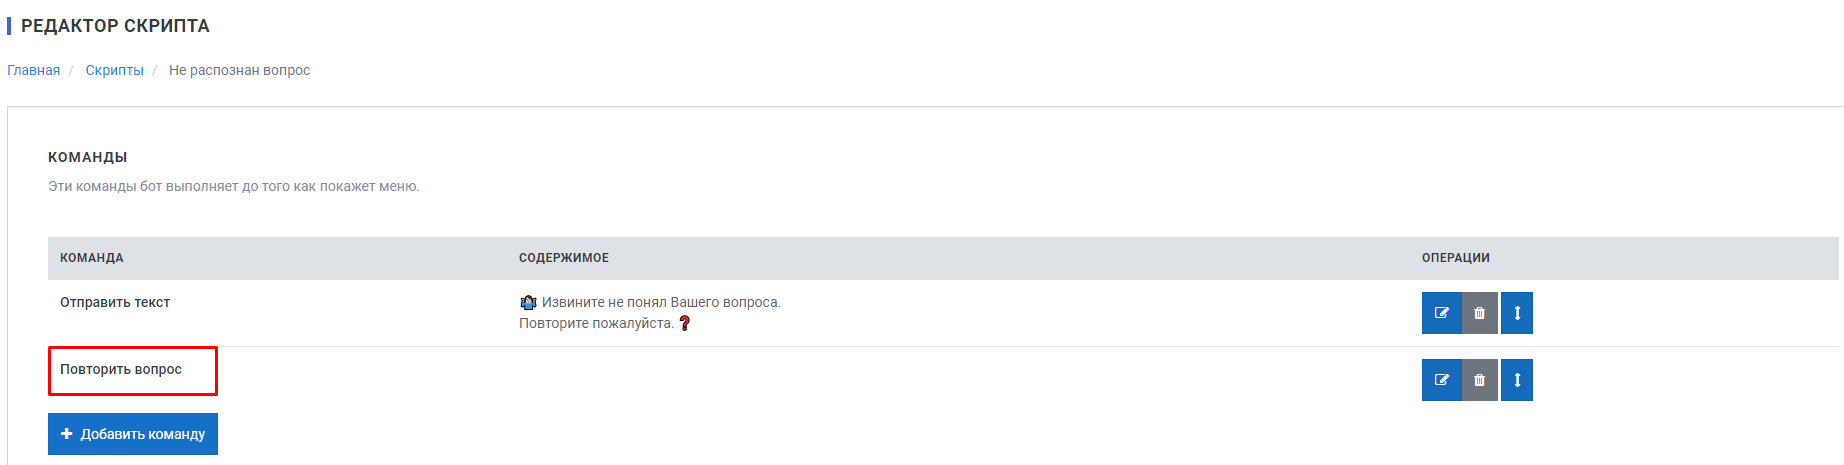 РЕДАКТОР СКРИПТА
Главная / Скрипты / Не распознан вопрос
КОМАНДЫ
Эти команды бот выполняет до того как покажет меню.
КОМАНДА СОДЕРЖИМОЕ ОПЕРАЦИИ
Отправить текст 🤷🏻‍♂️ Извините не понял Вашего вопроса.
Повторите пожалуйста. ❓
Повторить вопрос
+ Добавить команду